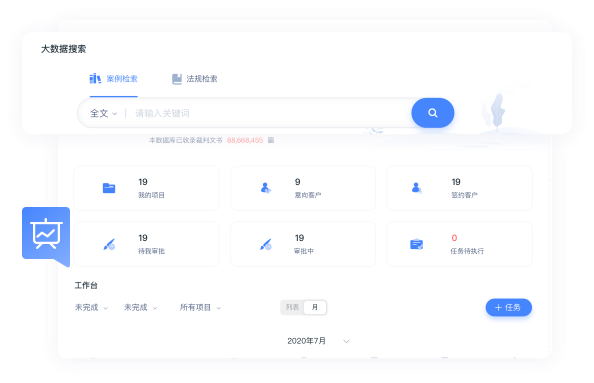 大数据搜索
案例检索 法规检索
全文 请输入关键词
本数据库已收录裁判文书 88,668,455 篇
19 9 19
我的项目 意向客户 签约客户
19 19 0
待我审批 审批中 任务待执行
工作台
未完成 未完成 所有项目 列表 月 + 任务
2020年7月